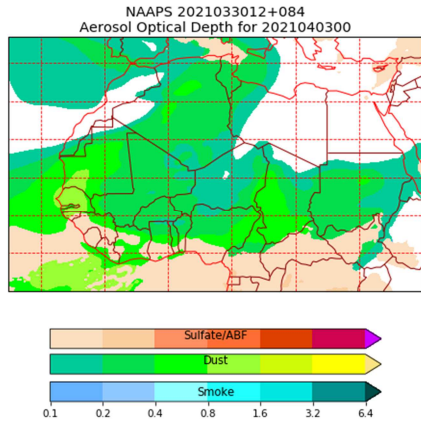 NAAPS 2021033012+084
Aerosol Optical Depth for 2021040300
Sulfate/ABF
Dust
Smoke
0.1 0.2 0.4 0.8 1.6 3.2 6.4